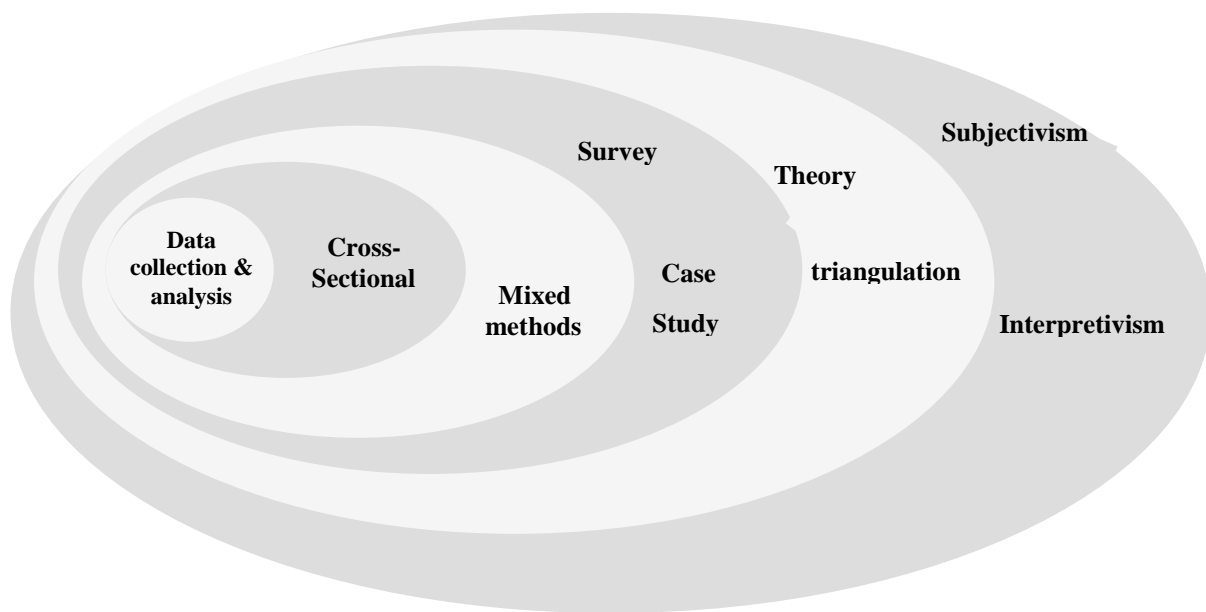 Data
collection &
analysis
Cross-
Sectional
Mixed
methods
Survey
Case
Study
Theory
triangulation
Subjectivism
Interpretivism